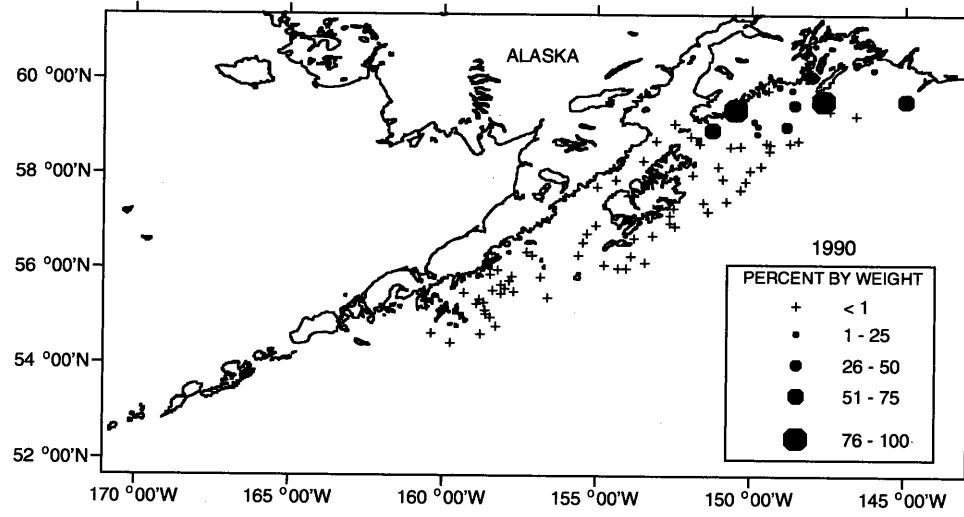 60 °00'N
ALASKA
58 °00'N
56 °00'N
54 °00'N
52 °00'N
1990
PERCENT BY WEIGHT
+ < 1
1 - 25
26 - 50
51 - 75
76 - 100
170 °00'W
165 °00'W
160 °00'W
155 °00'W
150 °00'W
145 °00'W